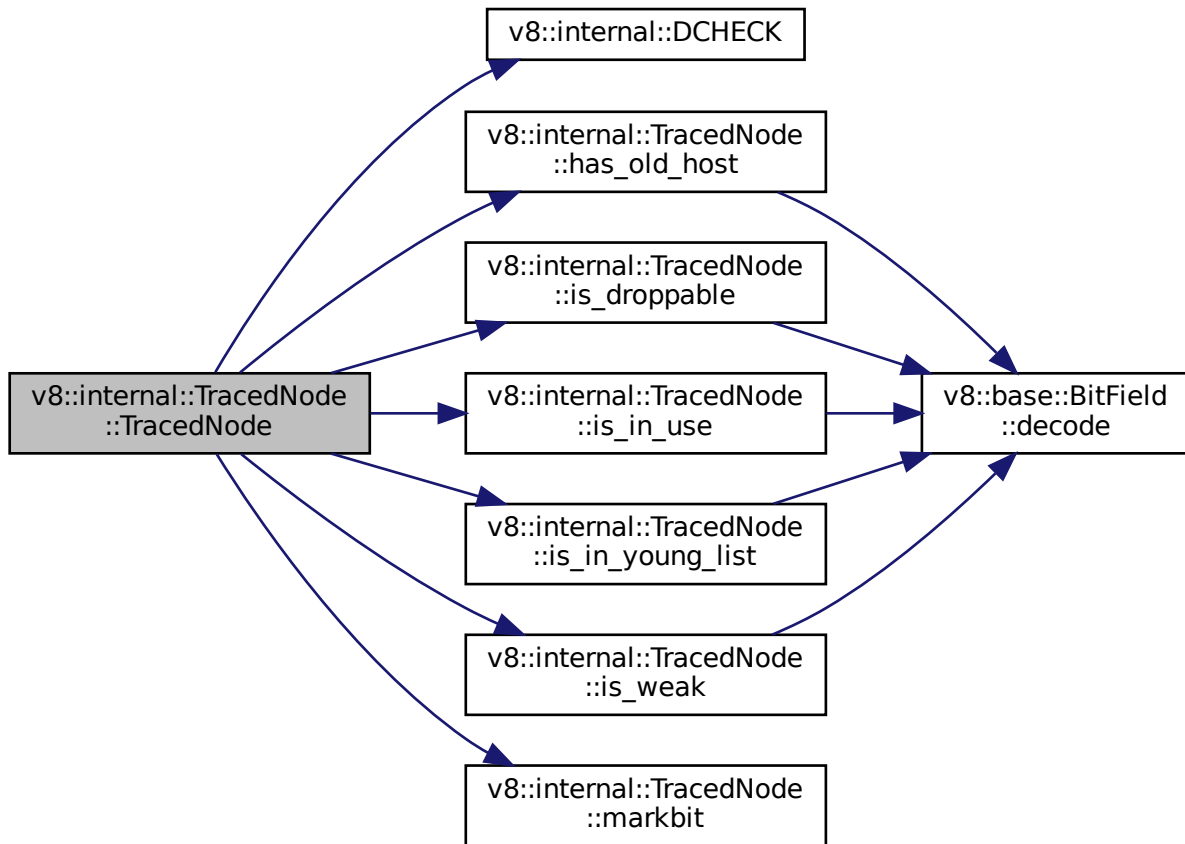 v8::internal::DCHECK
v8::internal::TracedNode
::has_old_host
v8::internal::TracedNode
::is_droppable
v8::internal::TracedNode
::TracedNode
v8::internal::TracedNode
::is_in_use
v8::base::BitField
::decode
v8::internal::TracedNode
::is_in_young_list
v8::internal::TracedNode
::is_weak
v8::internal::TracedNode
::markbit